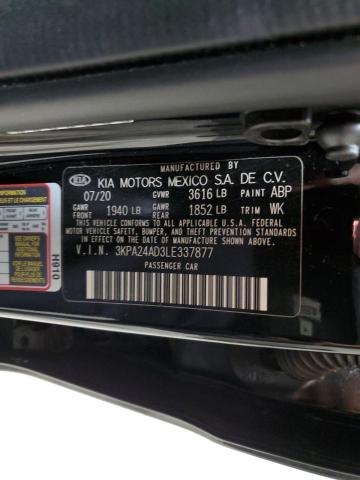 MANUFACTURED BY
KIA KIA MOTORS MEXICO S.A. DE C.V.
07/20 GVWR 3616 LB PAINT ABP
GAWR FRONT 1940 LB GAWR REAR 1852 LB TRIM WK
THIS VEHICLE CONFORMS TO ALL APPLICABLE U.S. FEDERAL
MOTOR VEHICLE SAFETY, BUMPER, AND THEFT PREVENTION STANDARDS
IN EFFECT ON THE DATE OF MANUFACTURE SHOWN ABOVE.
V.I.N. 3KPA24AD3LE337877
PASSENGER CAR
H910